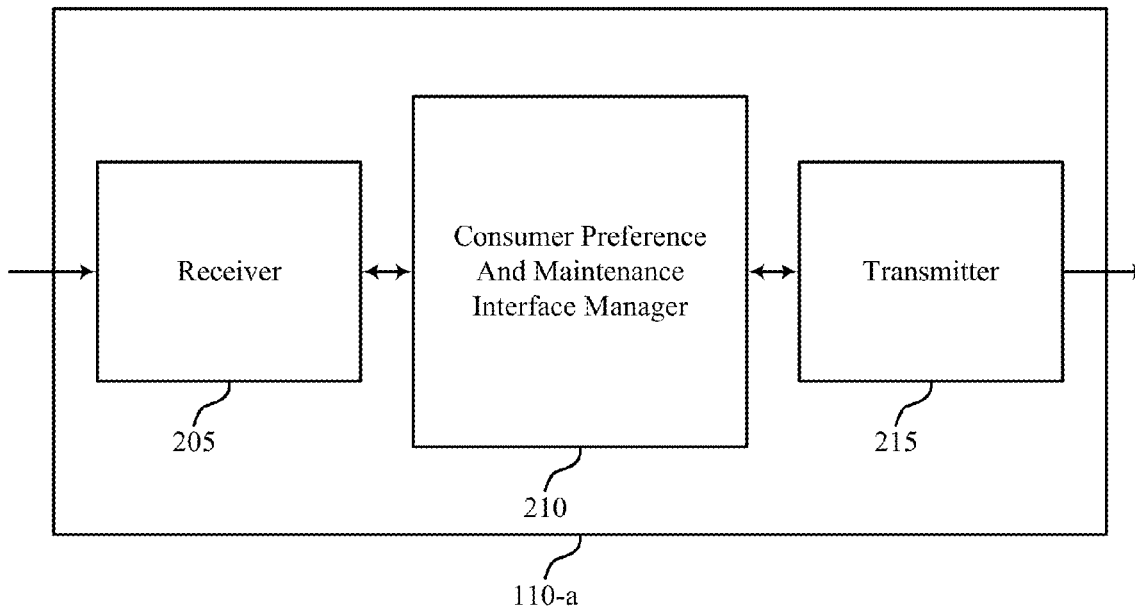 Receiver
Consumer Preference
And Maintenance
Interface Manager
Transmitter
205
210
215
110-a